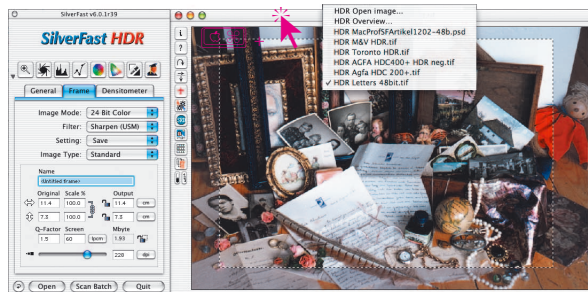 SilverFast v6.0.1r39
SilverFast HDR
General
Frame
Densitometer
Image Mode: 24 Bit Color
Filter: Sharpen (USM)
Setting: Save
Image Type: Standard
Name
<Untitled frame>
Original Scale % Output
11.4 100.0 11.4 cm
7.3 100.0 7.3 cm
Q-Factor Screen Mbyte
1.5 60 lpcm 1.93
228 dpi
Open
Scan Batch
Quit
HDR Open image...
HDR Overview...
HDR MacProfSFArtikel1202-48b.psd
HDR M&V HDR.tif
HDR Toronto HDR.tif
HDR AGFA HDC400+ HDR neg.tif
HDR Agfa HDC 200+.tif
✓ HDR Letters 48bit.tif